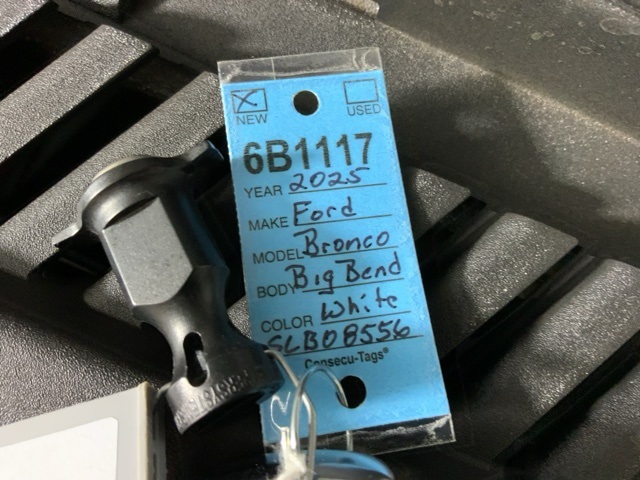 NEW USED
6B1117
YEAR 2025
MAKE Ford
MODEL Bronco
BODY Big Bend
COLOR White
SLB08556
Consecu-Tags®